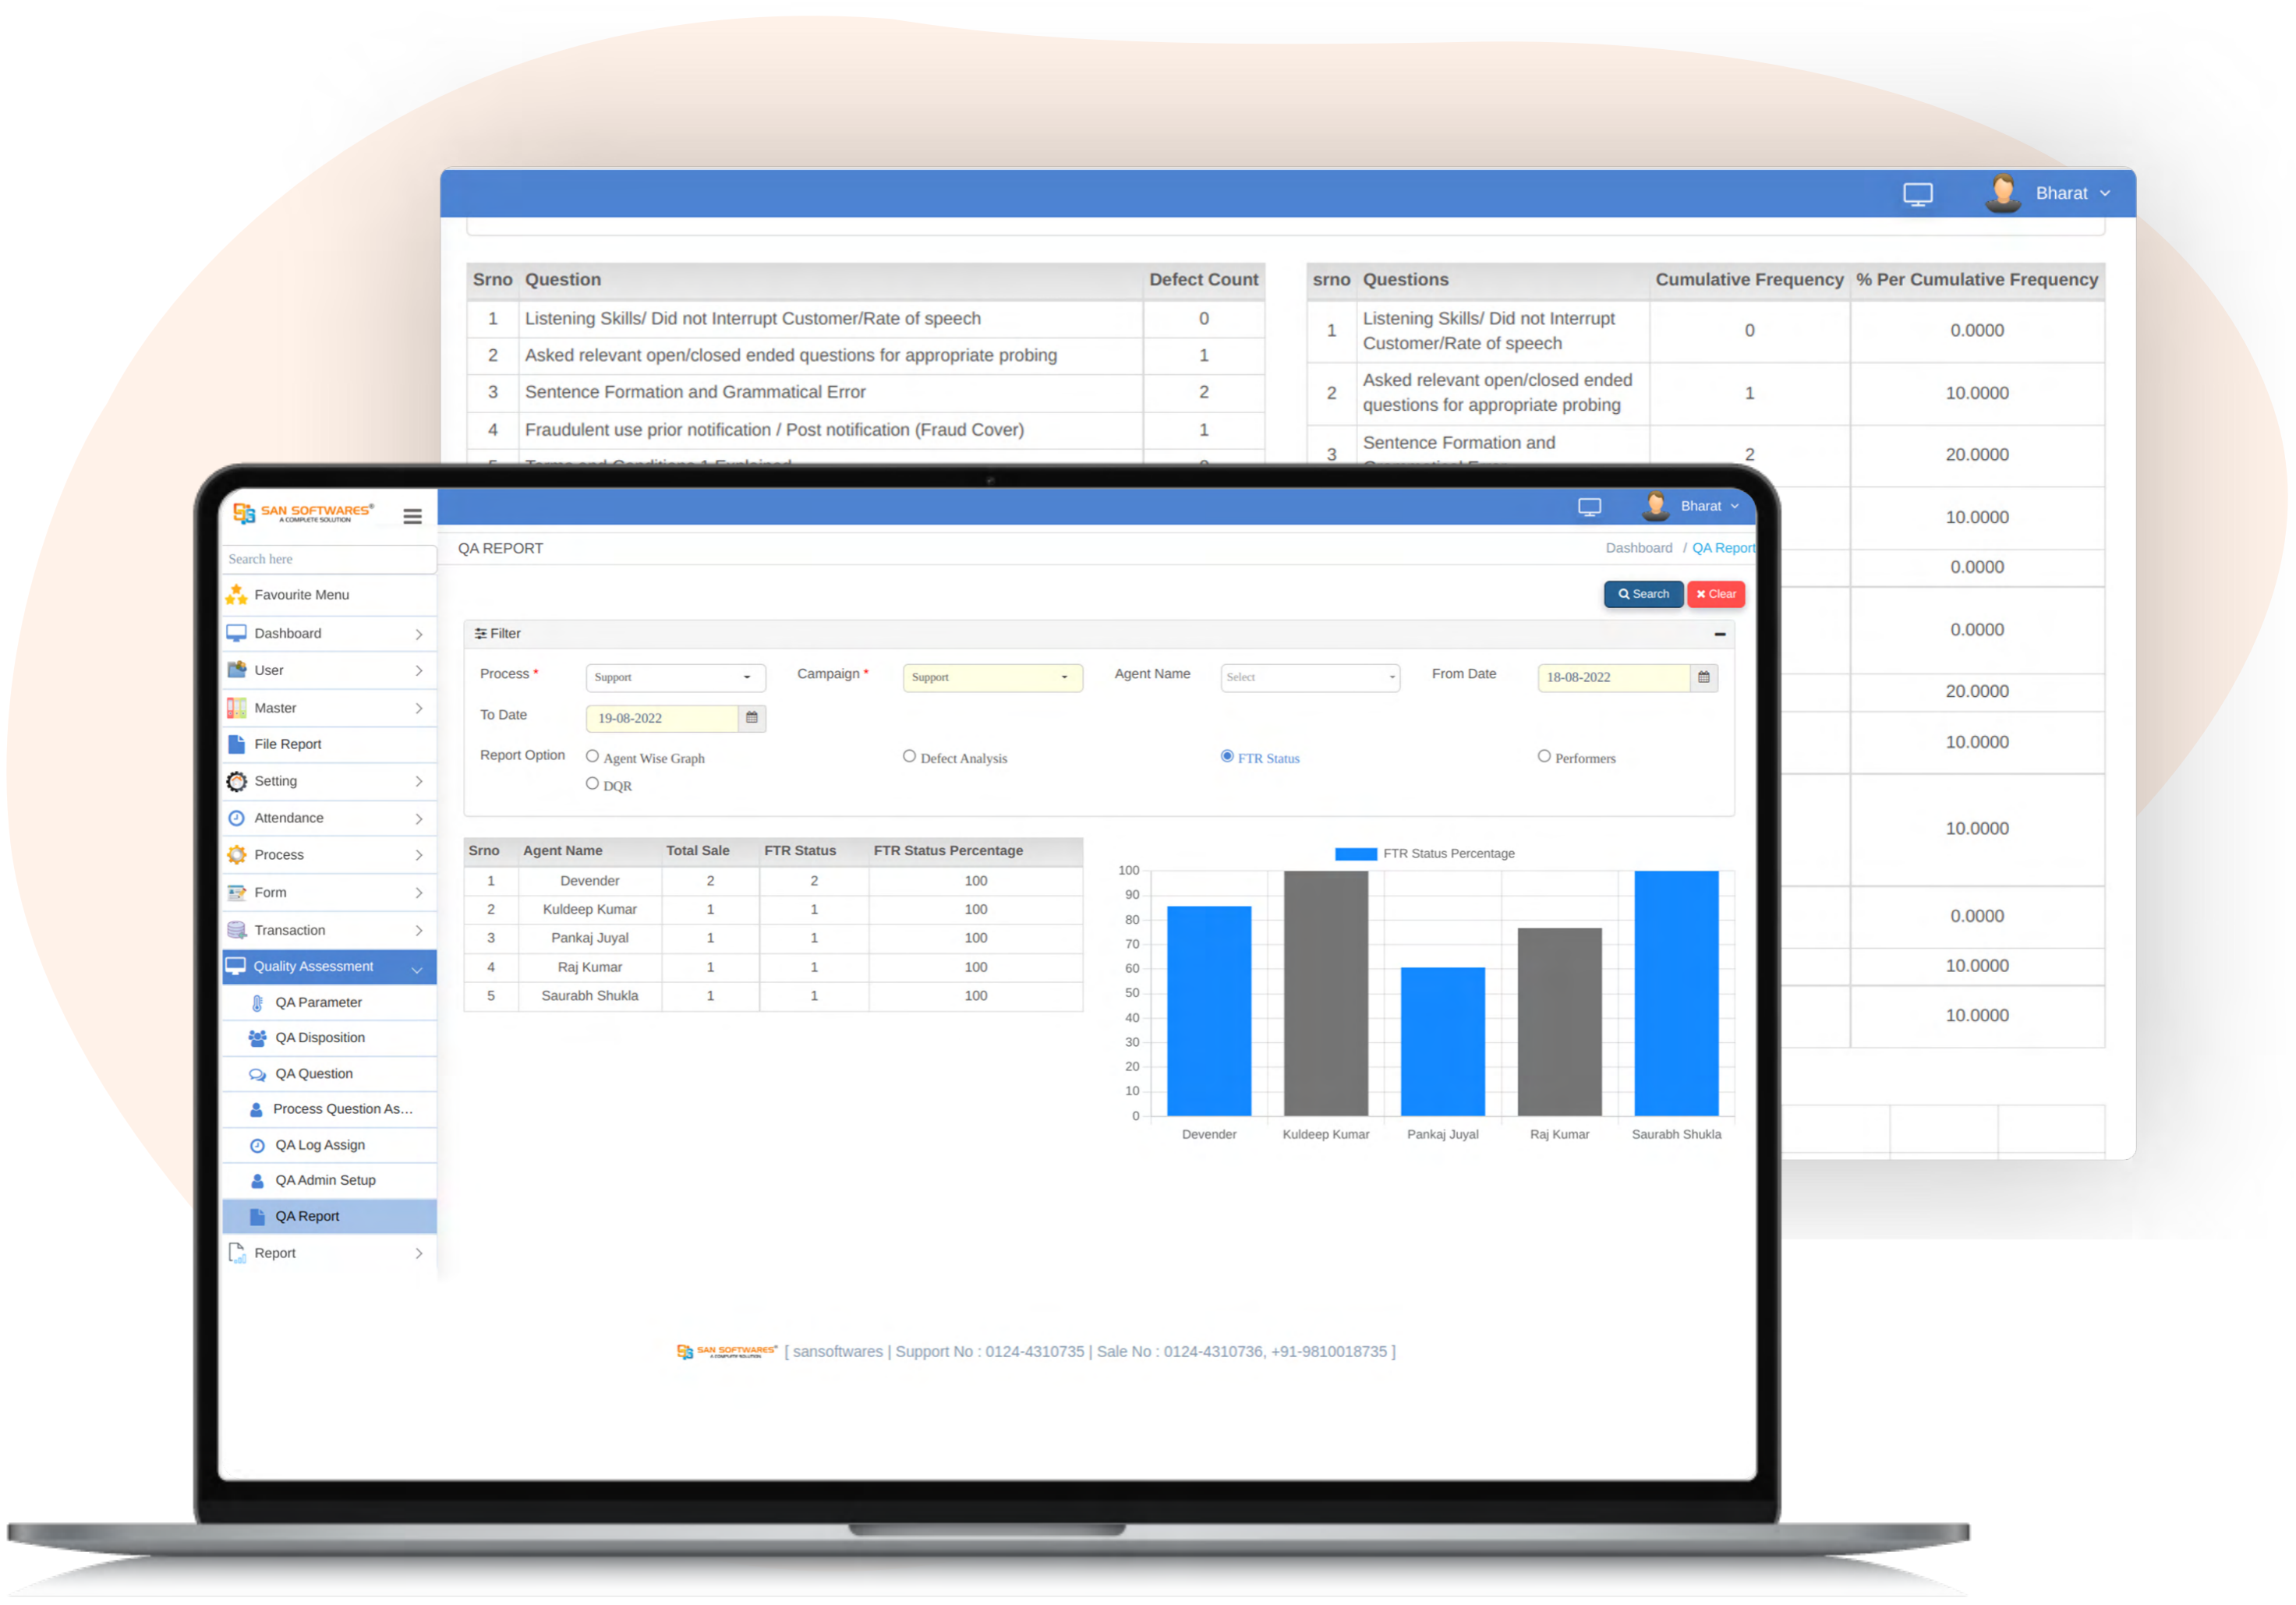 Bharat
Srno Question Defect Count
1 Listening Skills/ Did not Interrupt Customer/Rate of speech 0
2 Asked relevant open/closed ended questions for appropriate probing 1
3 Sentence Formation and Grammatical Error 2
4 Fraudulent use prior notification / Post notification (Fraud Cover) 1
srno Questions Cumulative Frequency % Per Cumulative Frequency
1 Listening Skills/ Did not Interrupt
Customer/Rate of speech 0 0.0000
2 Asked relevant open/closed ended
questions for appropriate probing 1 10.0000
3 Sentence Formation and
2 20.0000
10.0000
0.0000
0.0000
20.0000
10.0000
10.0000
0.0000
10.0000
10.0000
SAN SOFTWARES®
A COMPLETE SOLUTION
Search here
Favourite Menu
Dashboard
User
Master
File Report
Setting
Attendance
Process
Form
Transaction
Quality Assessment
QA Parameter
QA Disposition
QA Question
Process Question As...
QA Log Assign
QA Admin Setup
QA Report
Report
Bharat
QA REPORT
Dashboard / QA Report
Search
Clear
Filter
Process * Support Campaign * Support Agent Name Select From Date 18-08-2022
To Date 19-08-2022
Report Option Agent Wise Graph Defect Analysis FTR Status Performers
DQR
Srno Agent Name Total Sale FTR Status FTR Status Percentage
1 Devender 2 2 100
2 Kuldeep Kumar 1 1 100
3 Pankaj Juyal 1 1 100
4 Raj Kumar 1 1 100
5 Saurabh Shukla 1 1 100
FTR Status Percentage
100
90
80
70
60
50
40
30
20
10
0
Devender Kuldeep Kumar Pankaj Juyal Raj Kumar Saurabh Shukla
SAN SOFTWARES® [ sansoftwares | Support No : 0124-4310735 | Sale No : 0124-4310736, +91-9810018735 ]
A COMPLETE SOLUTION